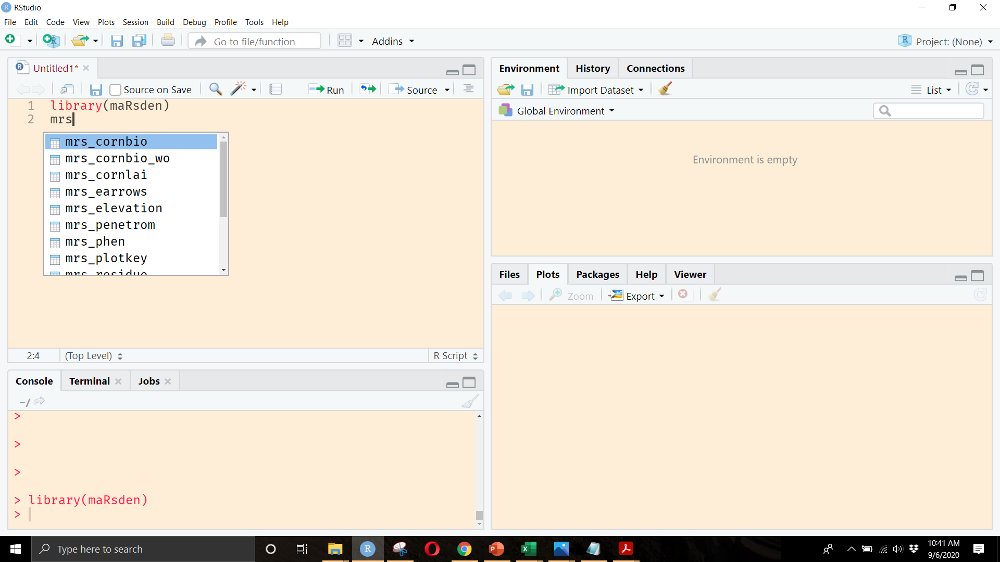 RStudio
File Edit Code View Plots Session Build Debug Profile Tools Help
Go to file/function
Addins
Project: (None)
Untitled1*
Source on Save
Run
Source
1 library(maRsden)
2 mrs
mrs_cornbio
mrs_cornbio_wo
mrs_cornlai
mrs_earrows
mrs_elevation
mrs_penetrom
mrs_phen
mrs_plotkey
mrs_residue
2:4 (Top Level) R Script
Console Terminal Jobs
~/
>
>
>
> library(maRsden)
>
Environment History Connections
Import Dataset
List
Global Environment
Environment is empty
Files Plots Packages Help Viewer
Zoom Export
Type here to search
10:41 AM
9/6/2020